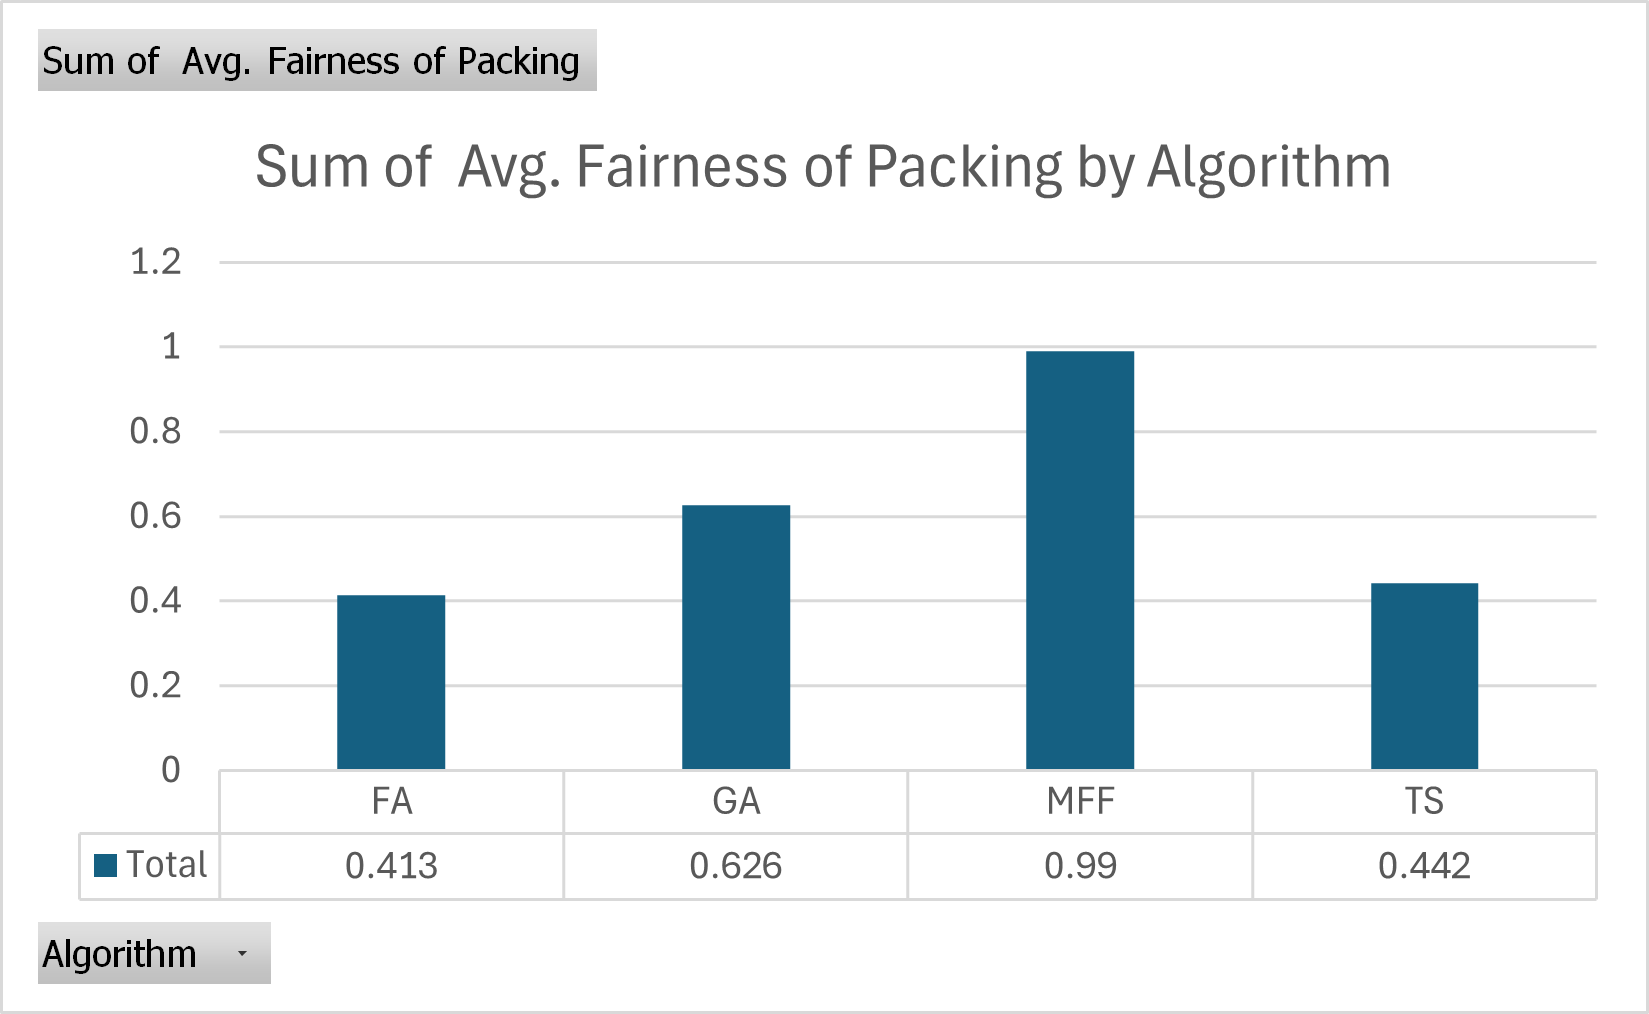 Sum of  Avg. Fairness of Packing
Sum of  Avg. Fairness of Packing by Algorithm
1.2
1
0.8
0.6
0.4
0.2
0
FA GA MFF TS
Total 0.413 0.626 0.99 0.442
Algorithm